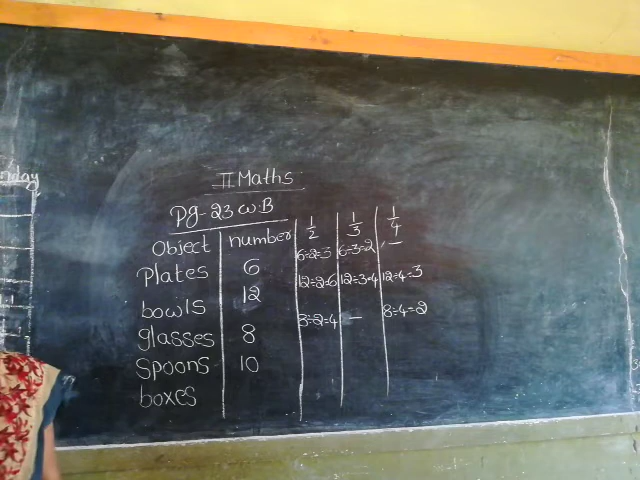 nday
II Maths
Pg-23 W.B
Object number 1/2 1/3 1/4
Plates 6 6÷2=3 6÷3=2 —
bowls 12 12÷2=6 12÷3=4 12÷4=3
glasses 8 8÷2=4 — 8÷4=2
Spoons 10
boxes